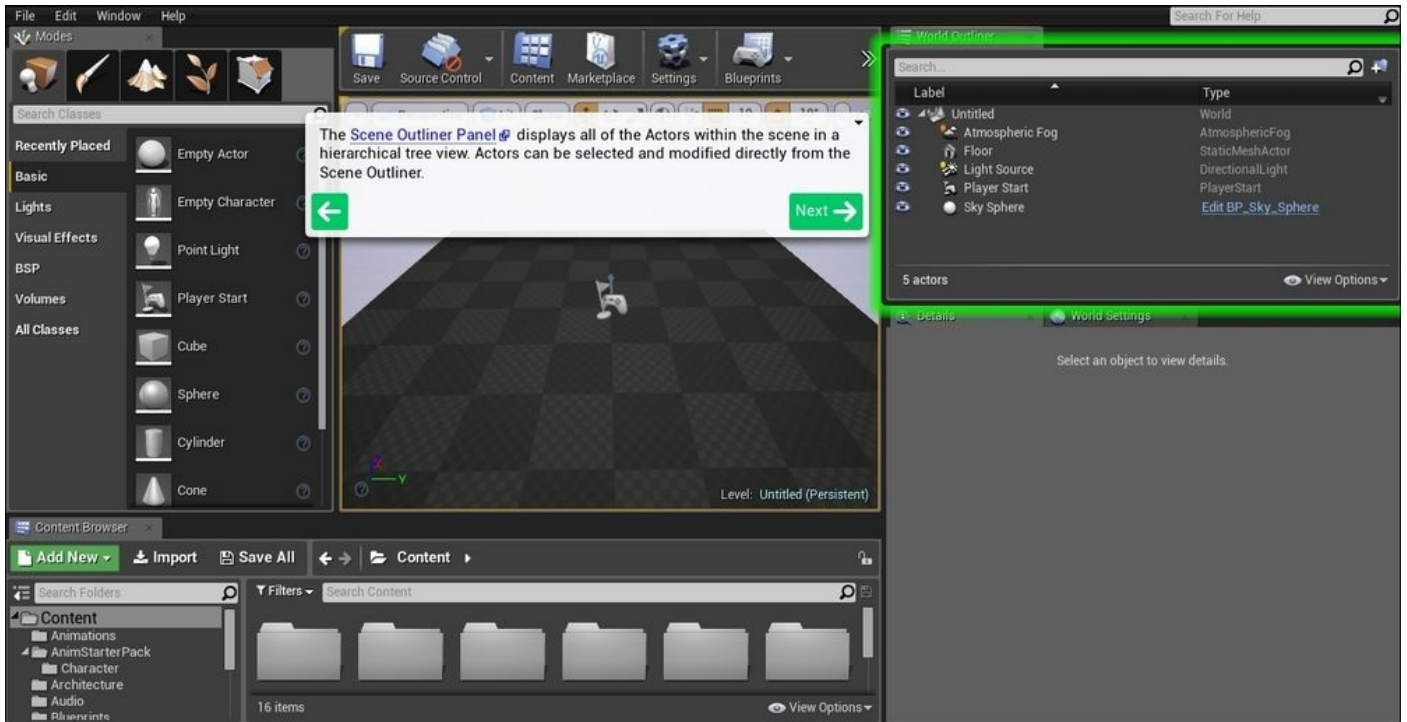 File Edit Window Help
Search For Help
Modes
Save Source Control Content Marketplace Settings Blueprints
World Outliner
Search Classes
Search...
Label Type
Untitled World
Atmospheric Fog AtmosphericFog
Floor StaticMeshActor
Light Source DirectionalLight
Player Start PlayerStart
Sky Sphere Edit BP_Sky_Sphere
5 actors View Options
The Scene Outliner Panel displays all of the Actors within the scene in a
hierarchical tree view. Actors can be selected and modified directly from the
Scene Outliner.
Next
Recently Placed
Basic
Lights
Visual Effects
BSP
Volumes
All Classes
Empty Actor
Empty Character
Point Light
Player Start
Cube
Sphere
Cylinder
Cone
Y
Level: Untitled (Persistent)
Details World Settings
Select an object to view details.
Content Browser
Add New Import Save All Content
Search Folders
Filters Search Content
Content
Animations
AnimStarterPack
Character
Architecture
Audio
Blueprints
16 items View Options